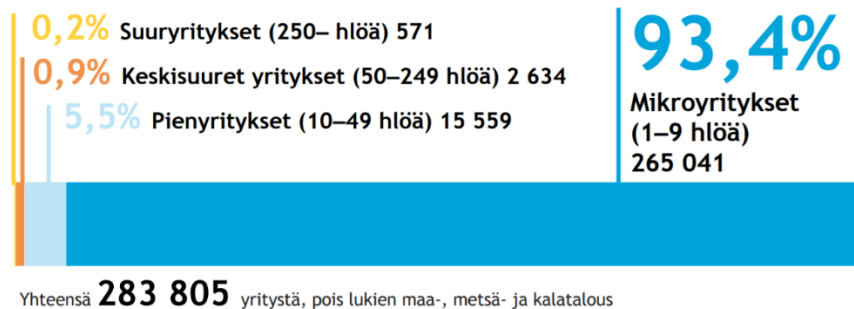 0,2% Suuryritykset (250– hlöä) 571
0,9% Keskisuuret yritykset (50–249 hlöä) 2 634
5,5% Pienyritykset (10–49 hlöä) 15 559
93,4%
Mikroyritykset
(1–9 hlöä)
265 041
Yhteensä 283 805 yritystä, pois lukien maa-, metsä- ja kalatalous